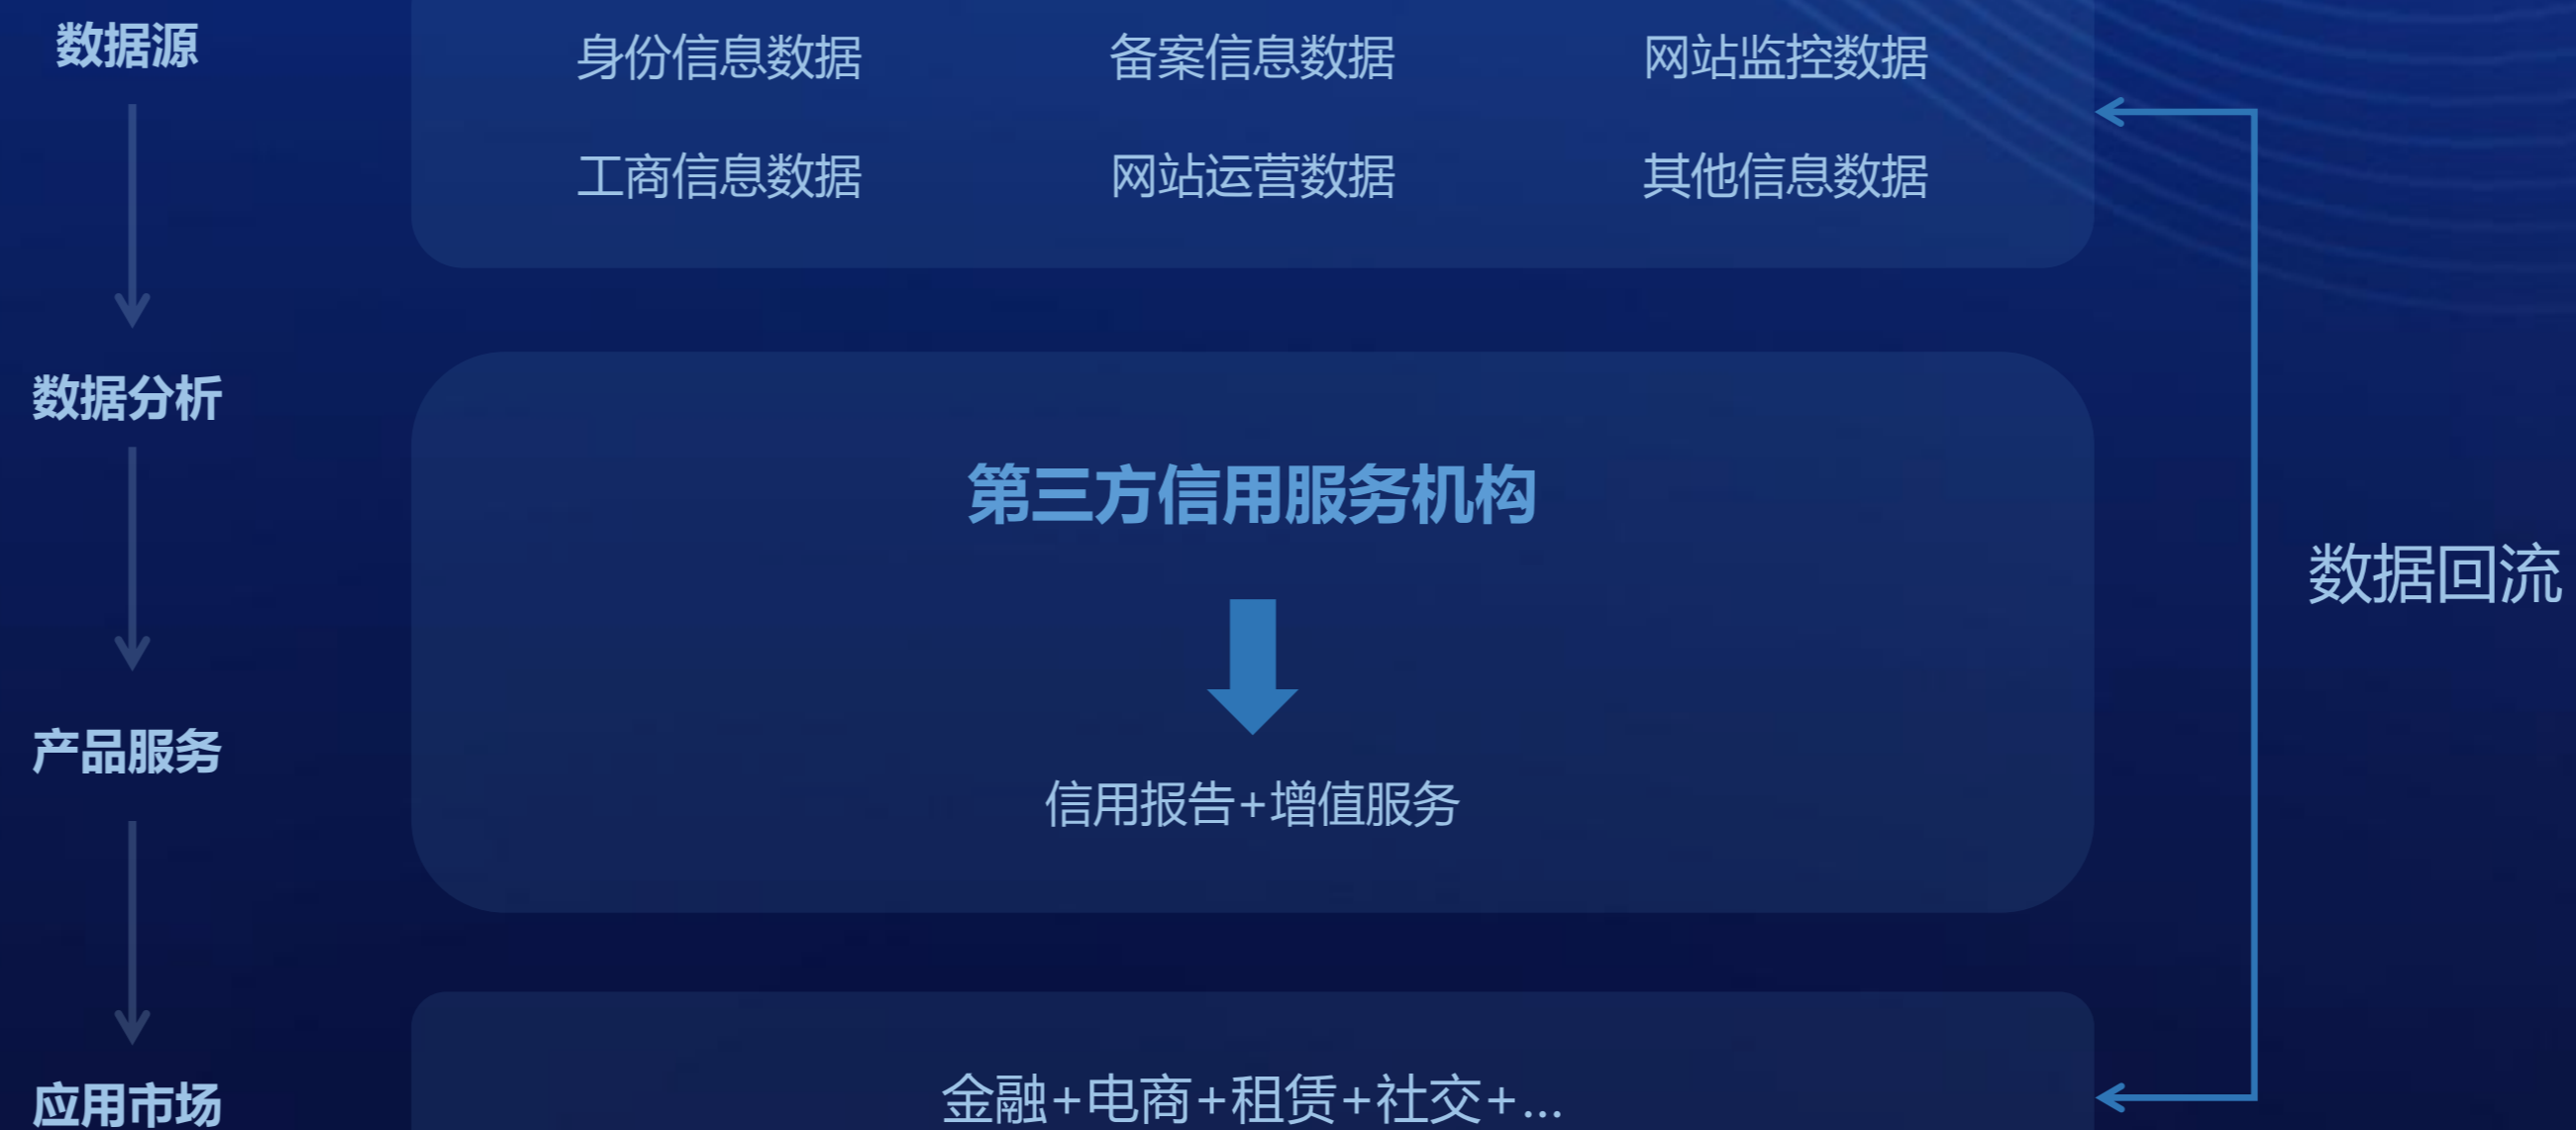 数据源
身份信息数据 备案信息数据 网站监控数据
工商信息数据 网站运营数据 其他信息数据
数据分析
第三方信用服务机构
数据回流
产品服务
信用报告+增值服务
应用市场
金融+电商+租赁+社交+...